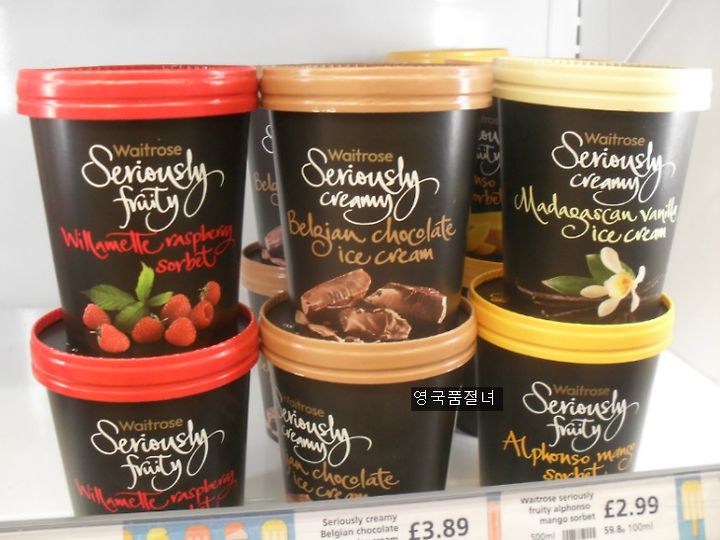 Waitrose
Seriously
fruity
Willamette raspberry
sorbet
Waitrose
Seriously
creamy
Belgian chocolate
ice cream
Waitrose
Seriously
creamy
Madagascan vanilla
ice cream
Waitrose
Seriously
fruity
Willamette raspberry
sorbet
Waitrose
Seriously
creamy
chocolate
ice cream
Waitrose
Seriously
fruity
Alphonso mango
sorbet
영국품절녀
Seriously creamy
Belgian chocolate
£3.89
Waitrose seriously
fruity alphonso
mango sorbet
500ml
£2.99
59.8p 100ml